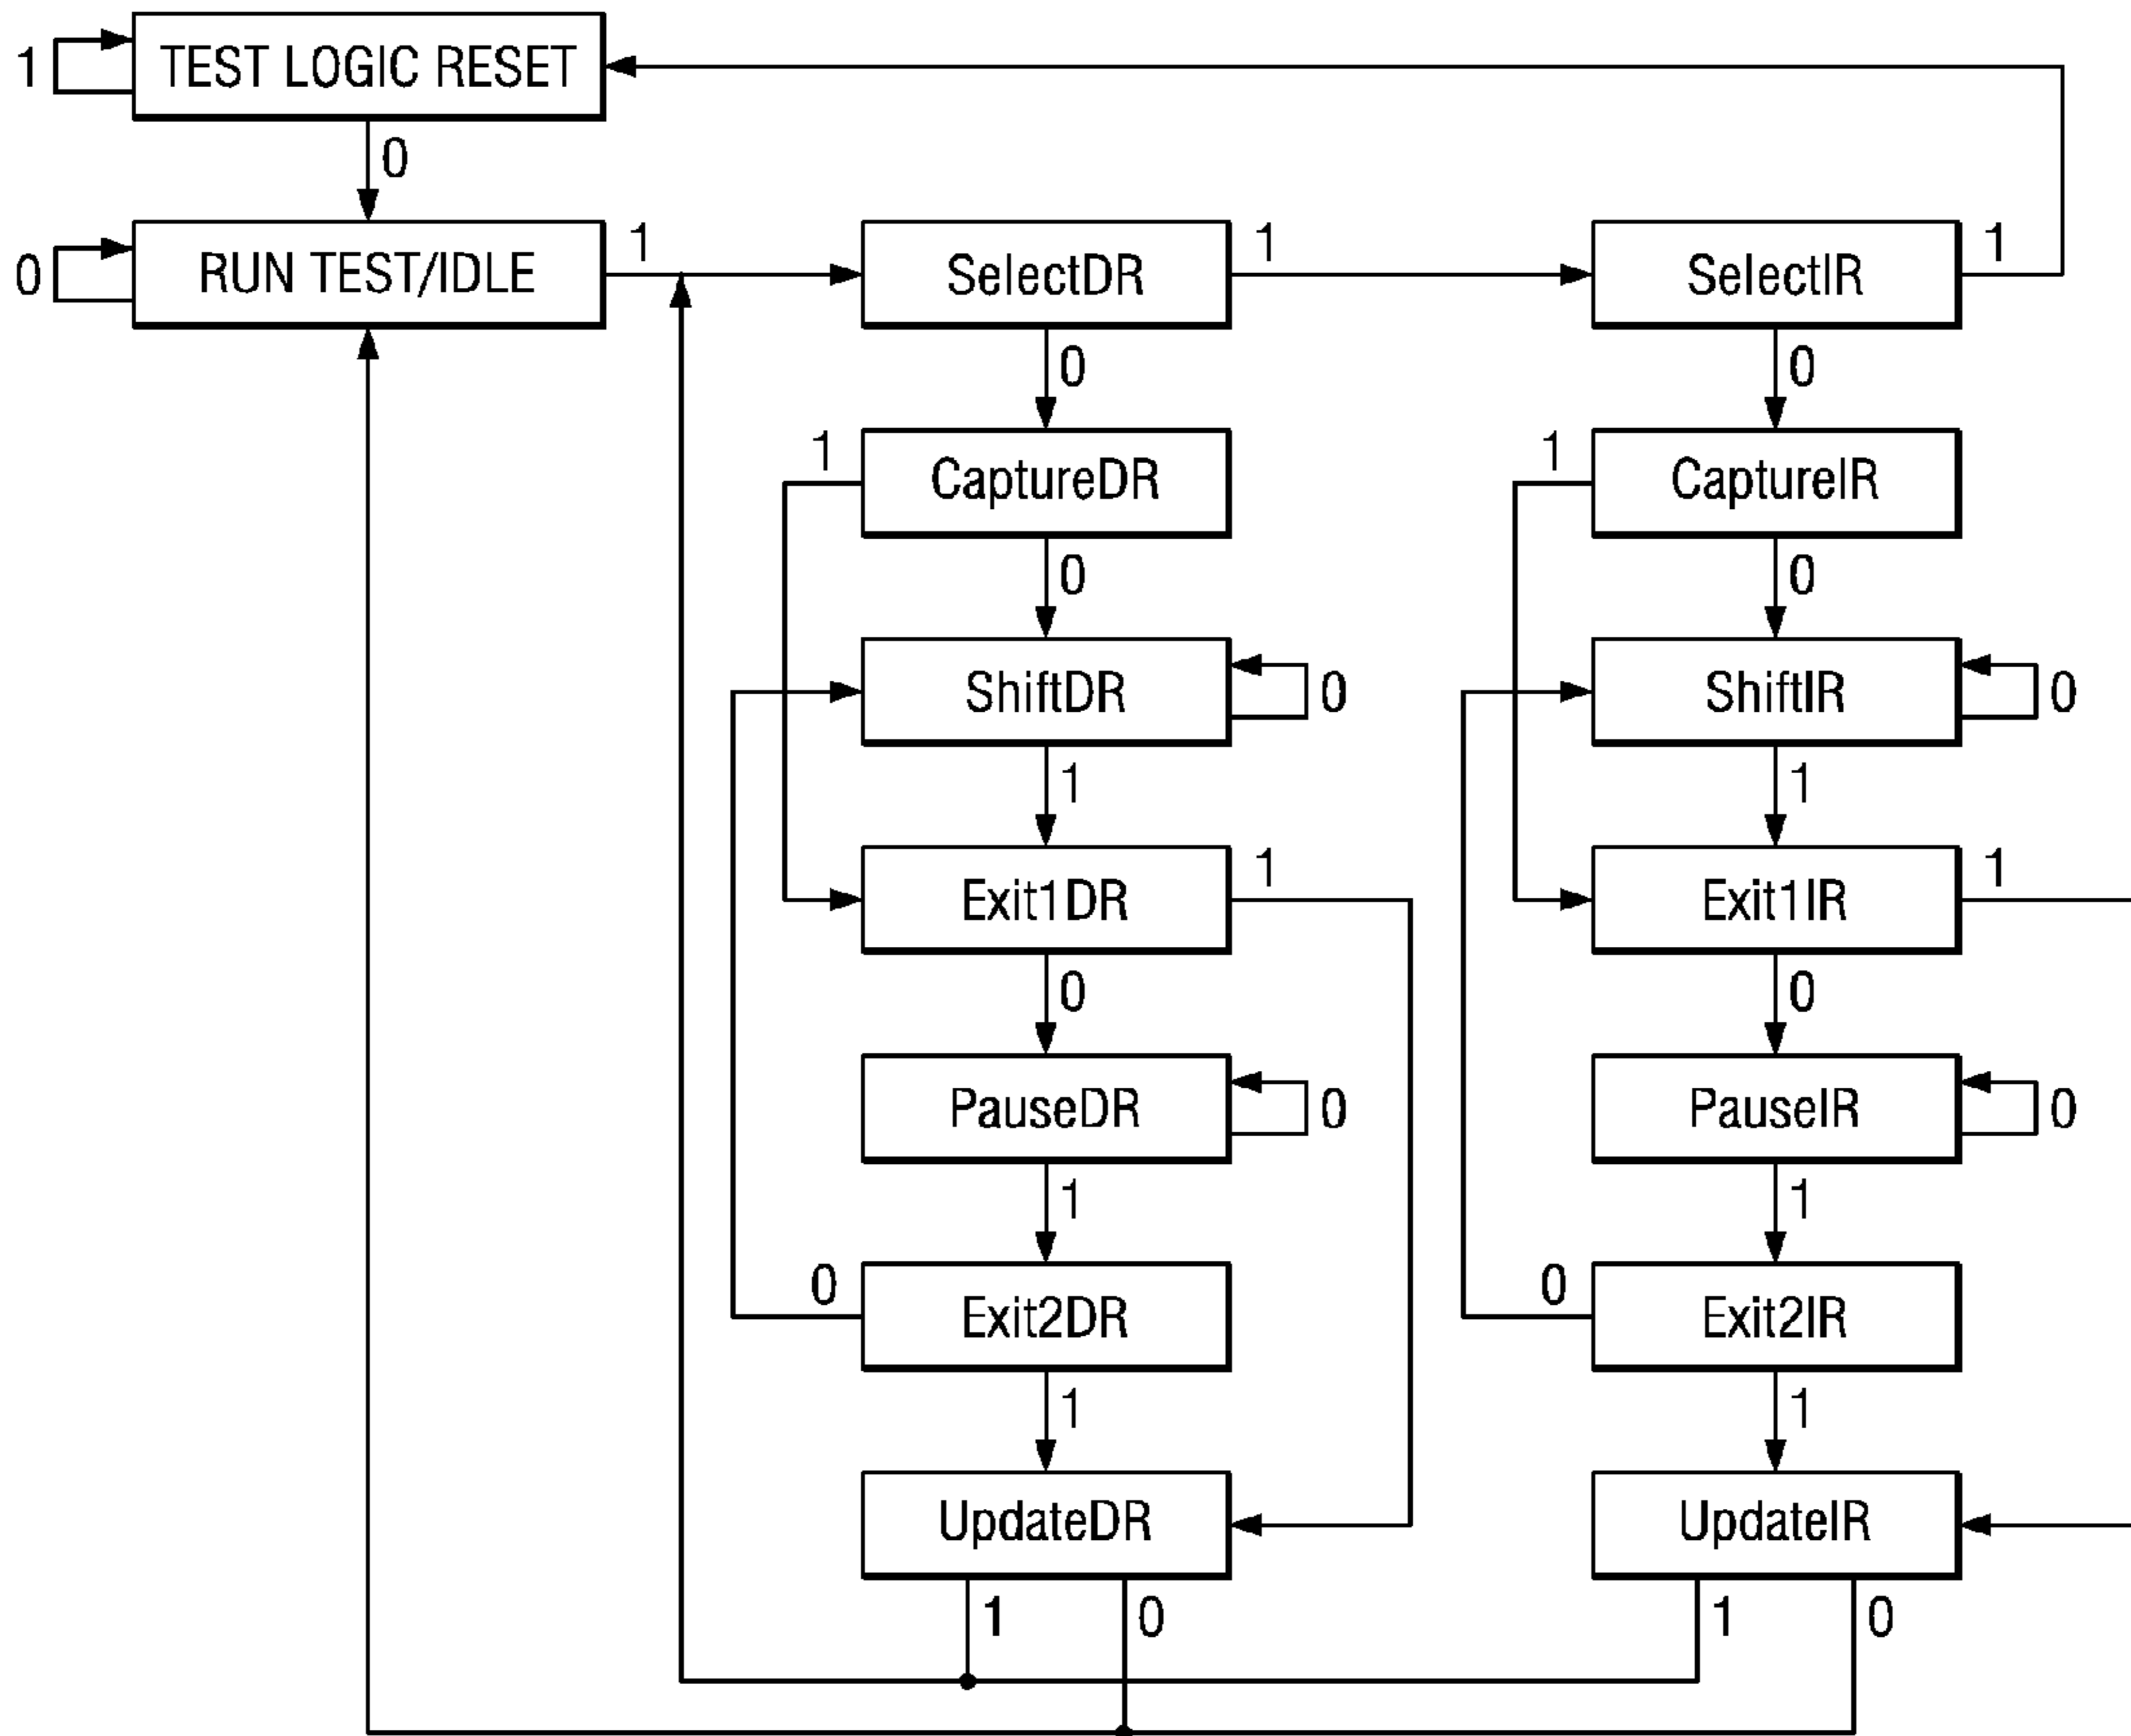 1
TEST LOGIC RESET
0
0
RUN TEST/IDLE
1
SelectDR
1
SelectIR
1
0
0
1
CaptureDR
1
CaptureIR
0
0
ShiftDR
0
ShiftIR
0
1
1
Exit1DR
1
Exit1IR
1
0
0
PauseDR
0
PauseIR
0
1
1
0
Exit2DR
0
Exit2IR
1
1
UpdateDR
UpdateIR
1
0
1
0